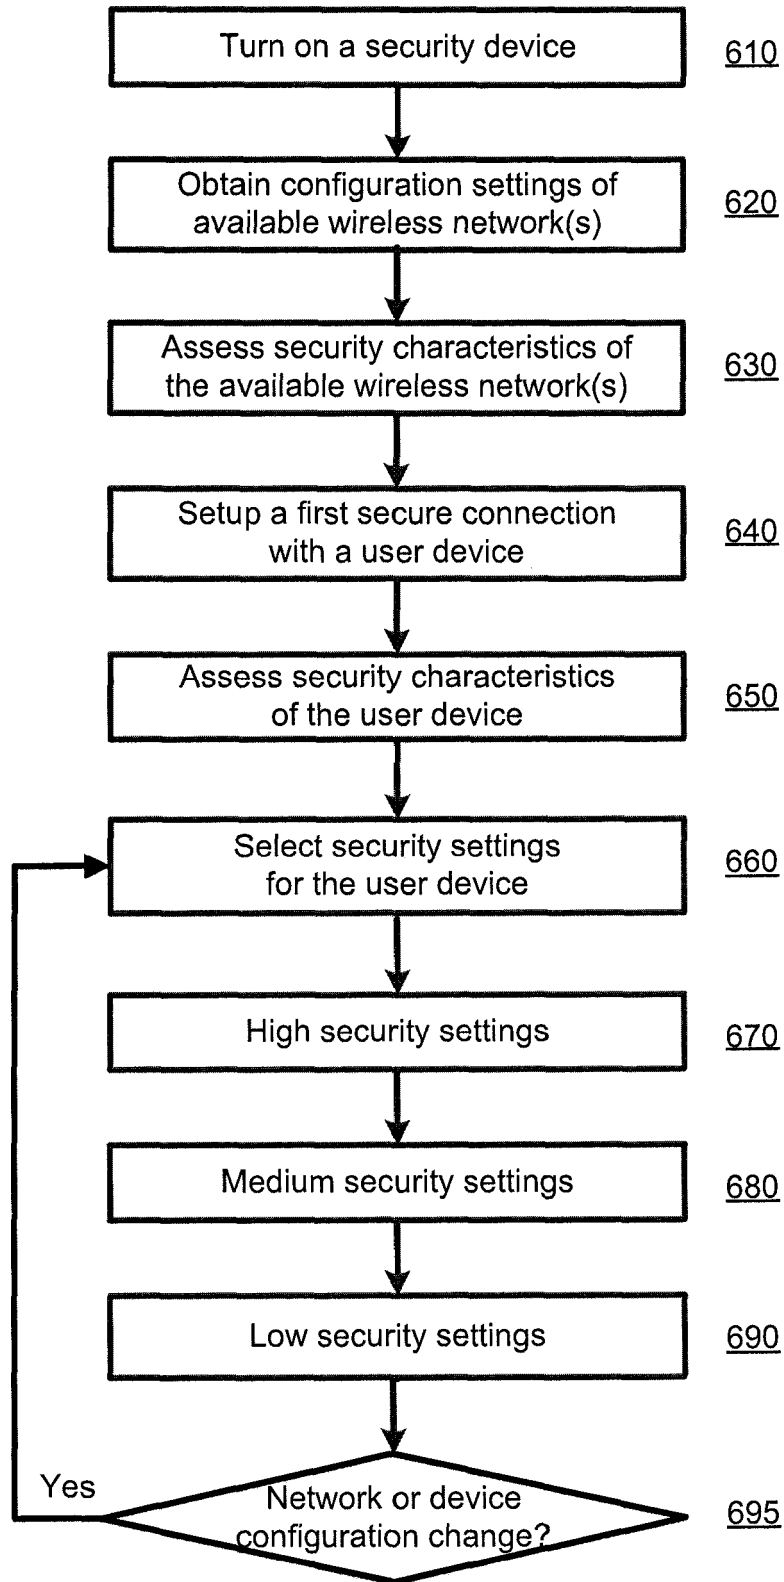 Turn on a security device
610
Obtain configuration settings of
available wireless network(s)
620
Assess security characteristics of
the available wireless network(s)
630
Setup a first secure connection
with a user device
640
Assess security characteristics
of the user device
650
Select security settings
for the user device
660
High security settings
670
Medium security settings
680
Low security settings
690
Yes
Network or device
configuration change?
695